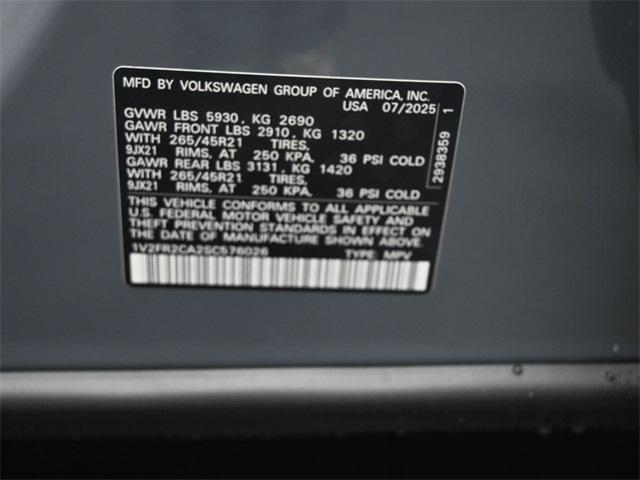 MFD BY VOLKSWAGEN GROUP OF AMERICA, INC.
USA 07/2025
GVWR LBS 5930, KG 2690
GAWR FRONT LBS 2910, KG 1320
WITH 265/45R21 TIRES,
9JX21 RIMS, AT 250 KPA, 36 PSI COLD
GAWR REAR LBS 3131, KG 1420
WITH 265/45R21 TIRES,
9JX21 RIMS, AT 250 KPA, 36 PSI COLD
THIS VEHICLE CONFORMS TO ALL APPLICABLE
U.S. FEDERAL MOTOR VEHICLE SAFETY AND
THEFT PREVENTION STANDARDS IN EFFECT ON
THE DATE OF MANUFACTURE SHOWN ABOVE.
1V2FR2CA2SC576026 TYPE: MPV
2938359 1